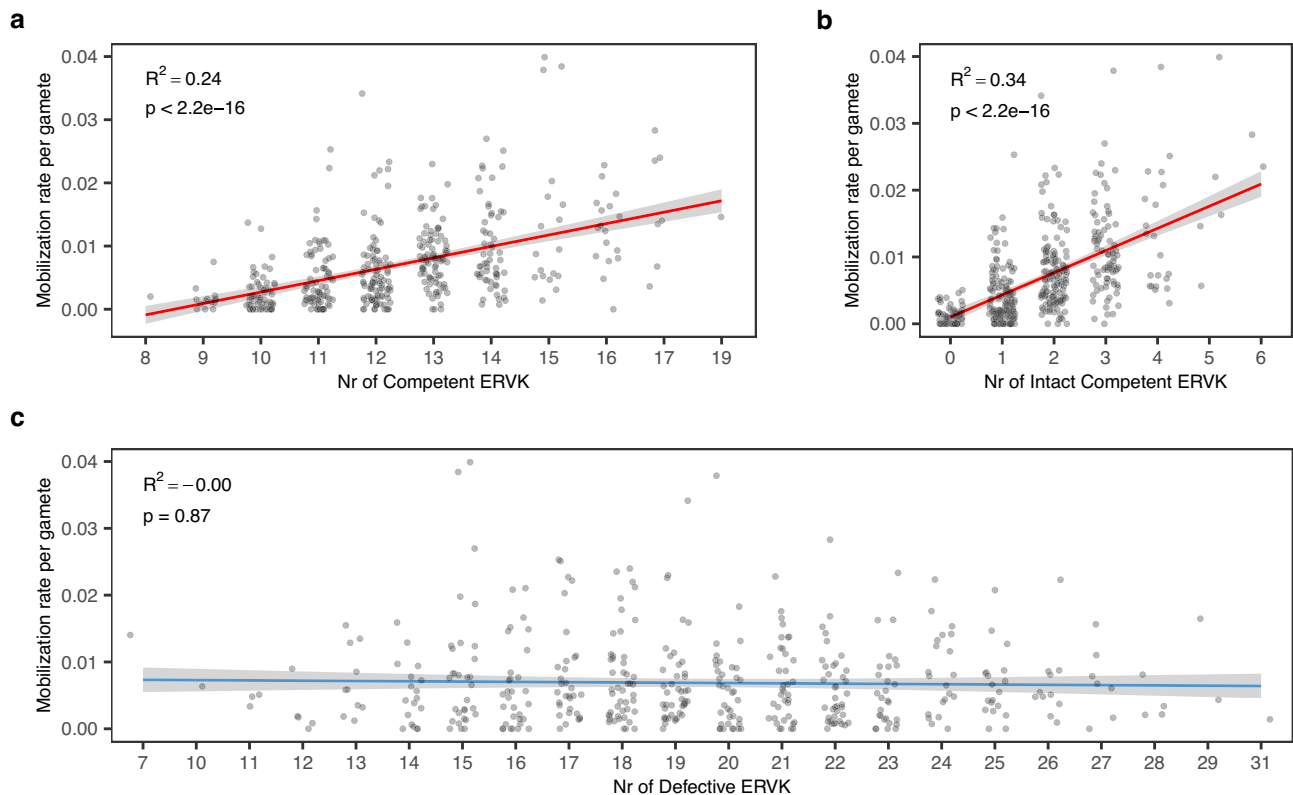 a
Mobilization rate per gamete
0.04
0.03
0.02
0.01
0.00
R² = 0.24
p < 2.2e−16
8 9 10 11 12 13 14 15 16 17 19
Nr of Competent ERVK
b
Mobilization rate per gamete
0.04
0.03
0.02
0.01
0.00
R² = 0.34
p < 2.2e−16
0 1 2 3 4 5 6
Nr of Intact Competent ERVK
c
Mobilization rate per gamete
0.04
0.03
0.02
0.01
0.00
R² = −0.00
p = 0.87
7 10 11 12 13 14 15 16 17 18 19 20 21 22 23 24 25 26 27 28 29 31
Nr of Defective ERVK